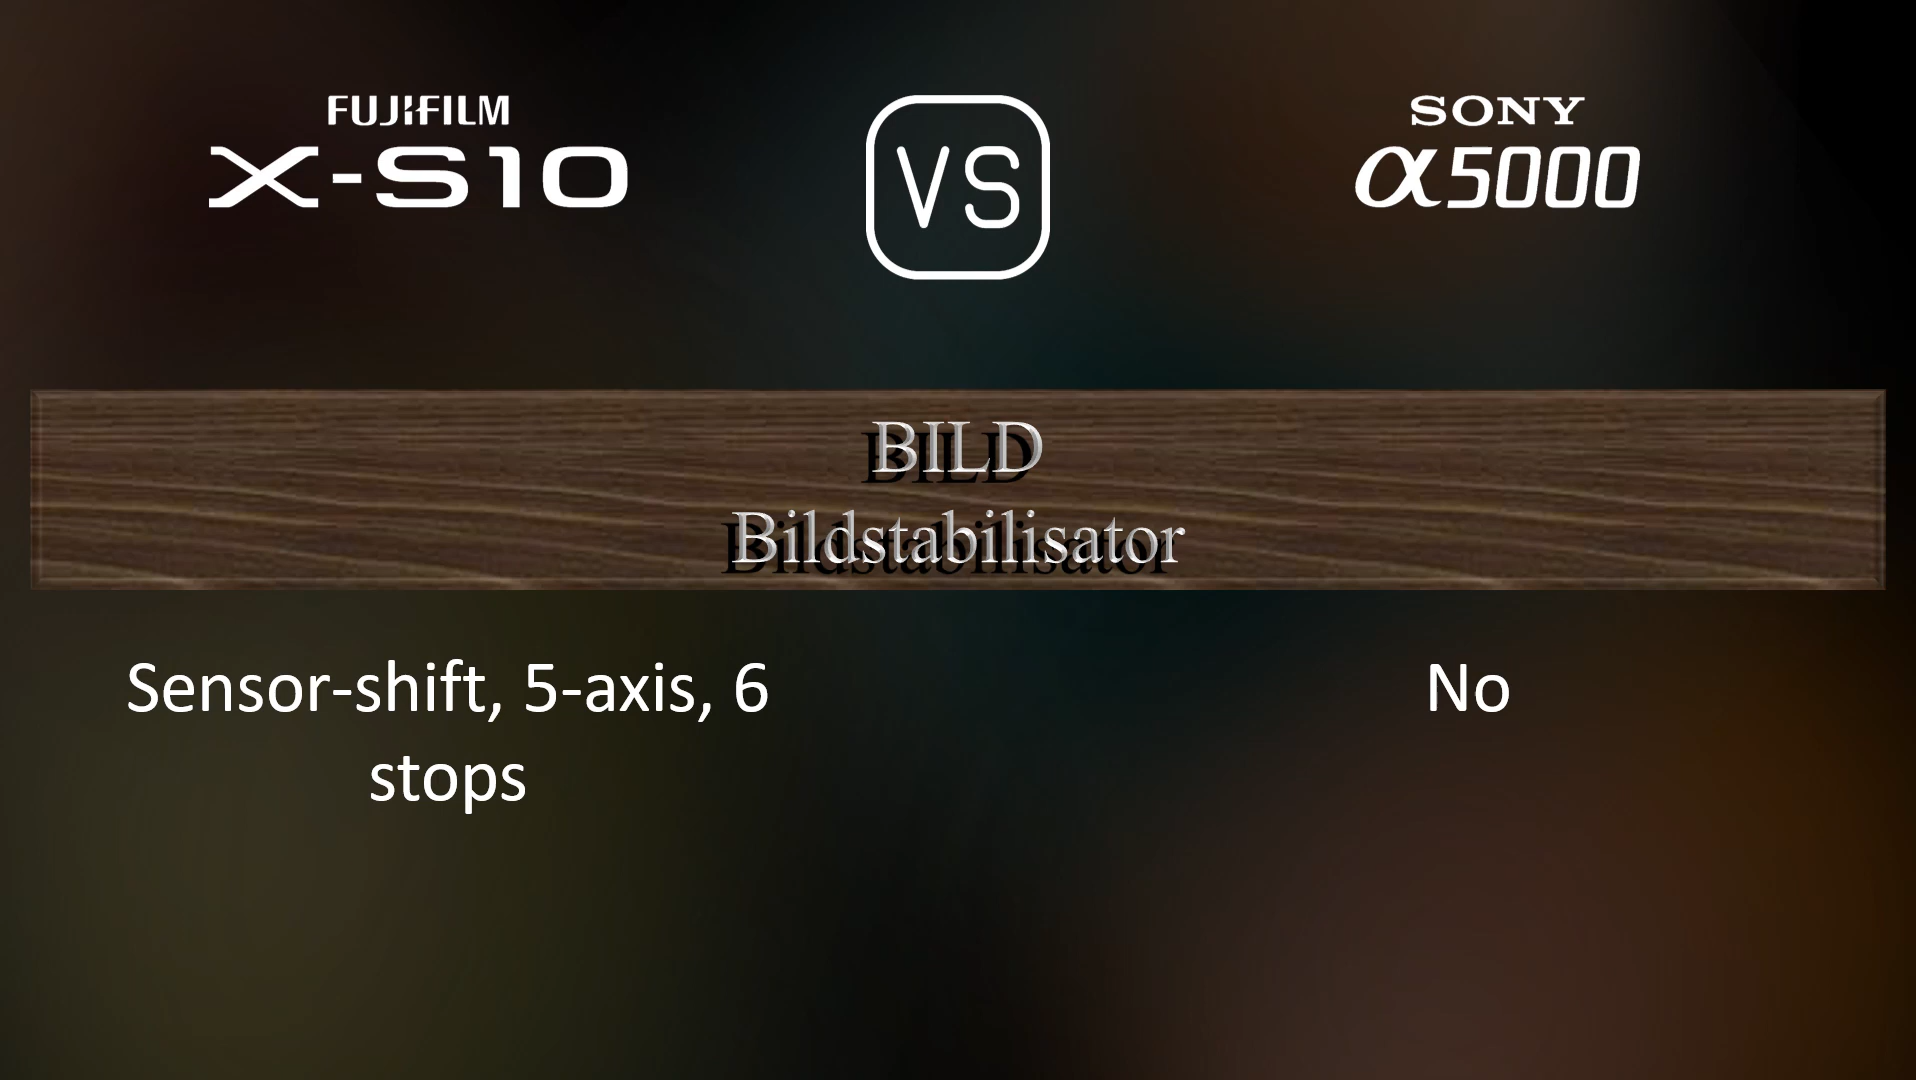 FUJIFILM
X-S10
VS
SONY
α5000
BILD
Bildstabilisator
Sensor-shift, 5-axis, 6
stops
No